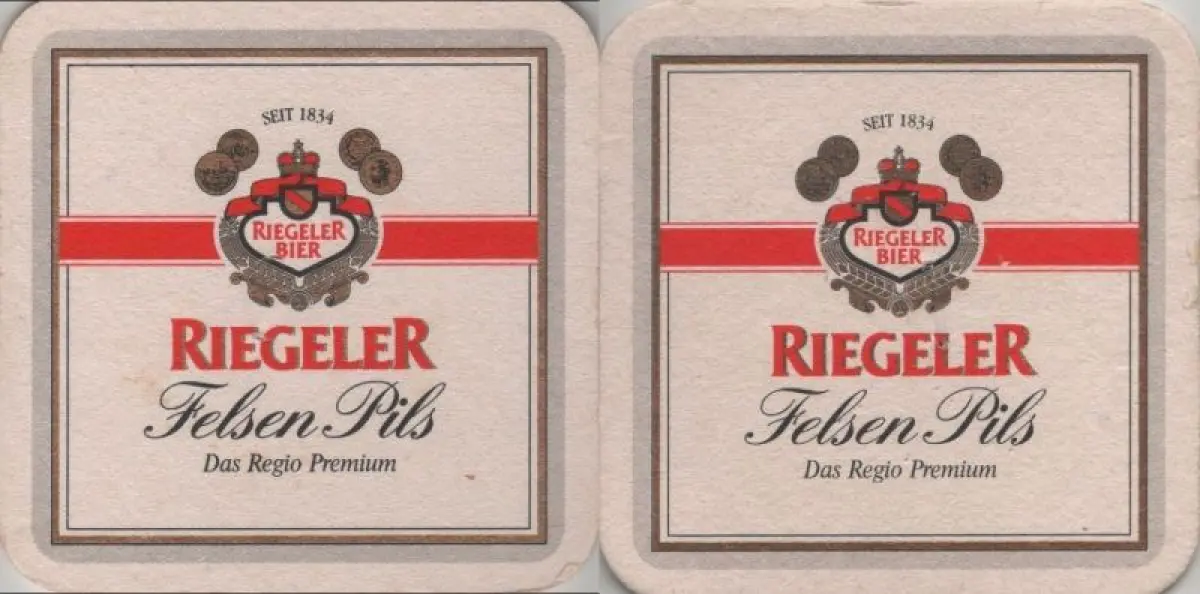 SEIT 1834
RIEGELER
BIER
RIEGELER
Felsen Pils
Das Regio Premium
SEIT 1834
RIEGELER
BIER
RIEGELER
Felsen Pils
Das Regio Premium